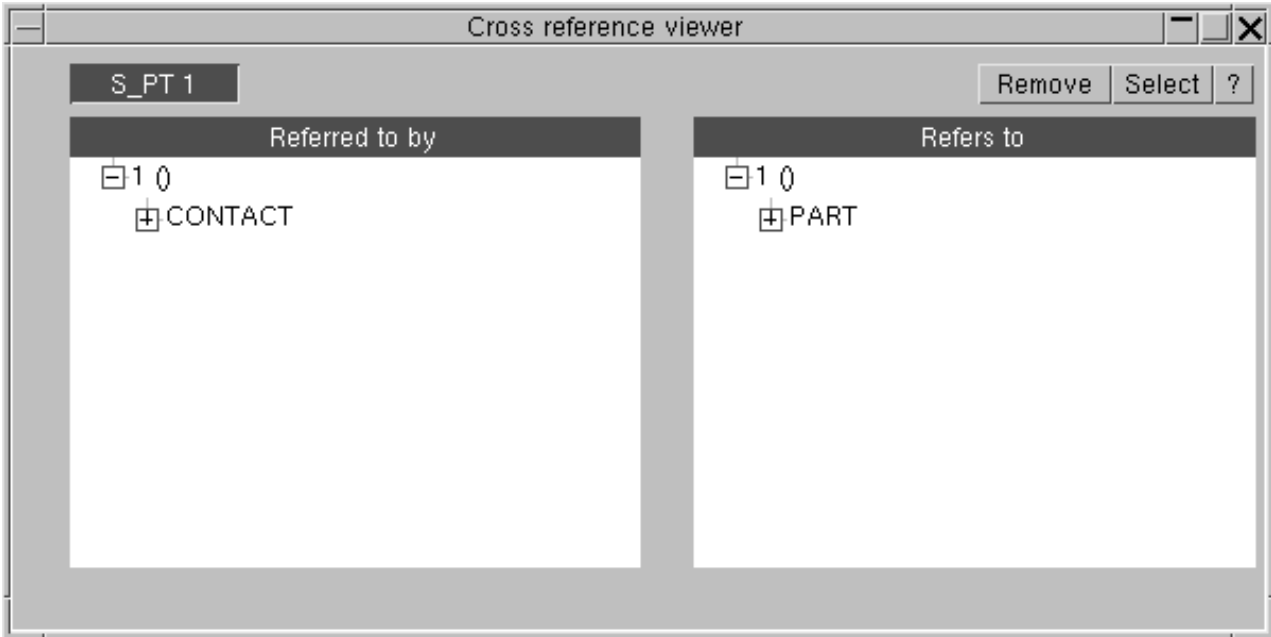 Cross reference viewer
S_PT 1
Remove Select ?
Referred to by
Refers to
1 ()
CONTACT
1 ()
PART